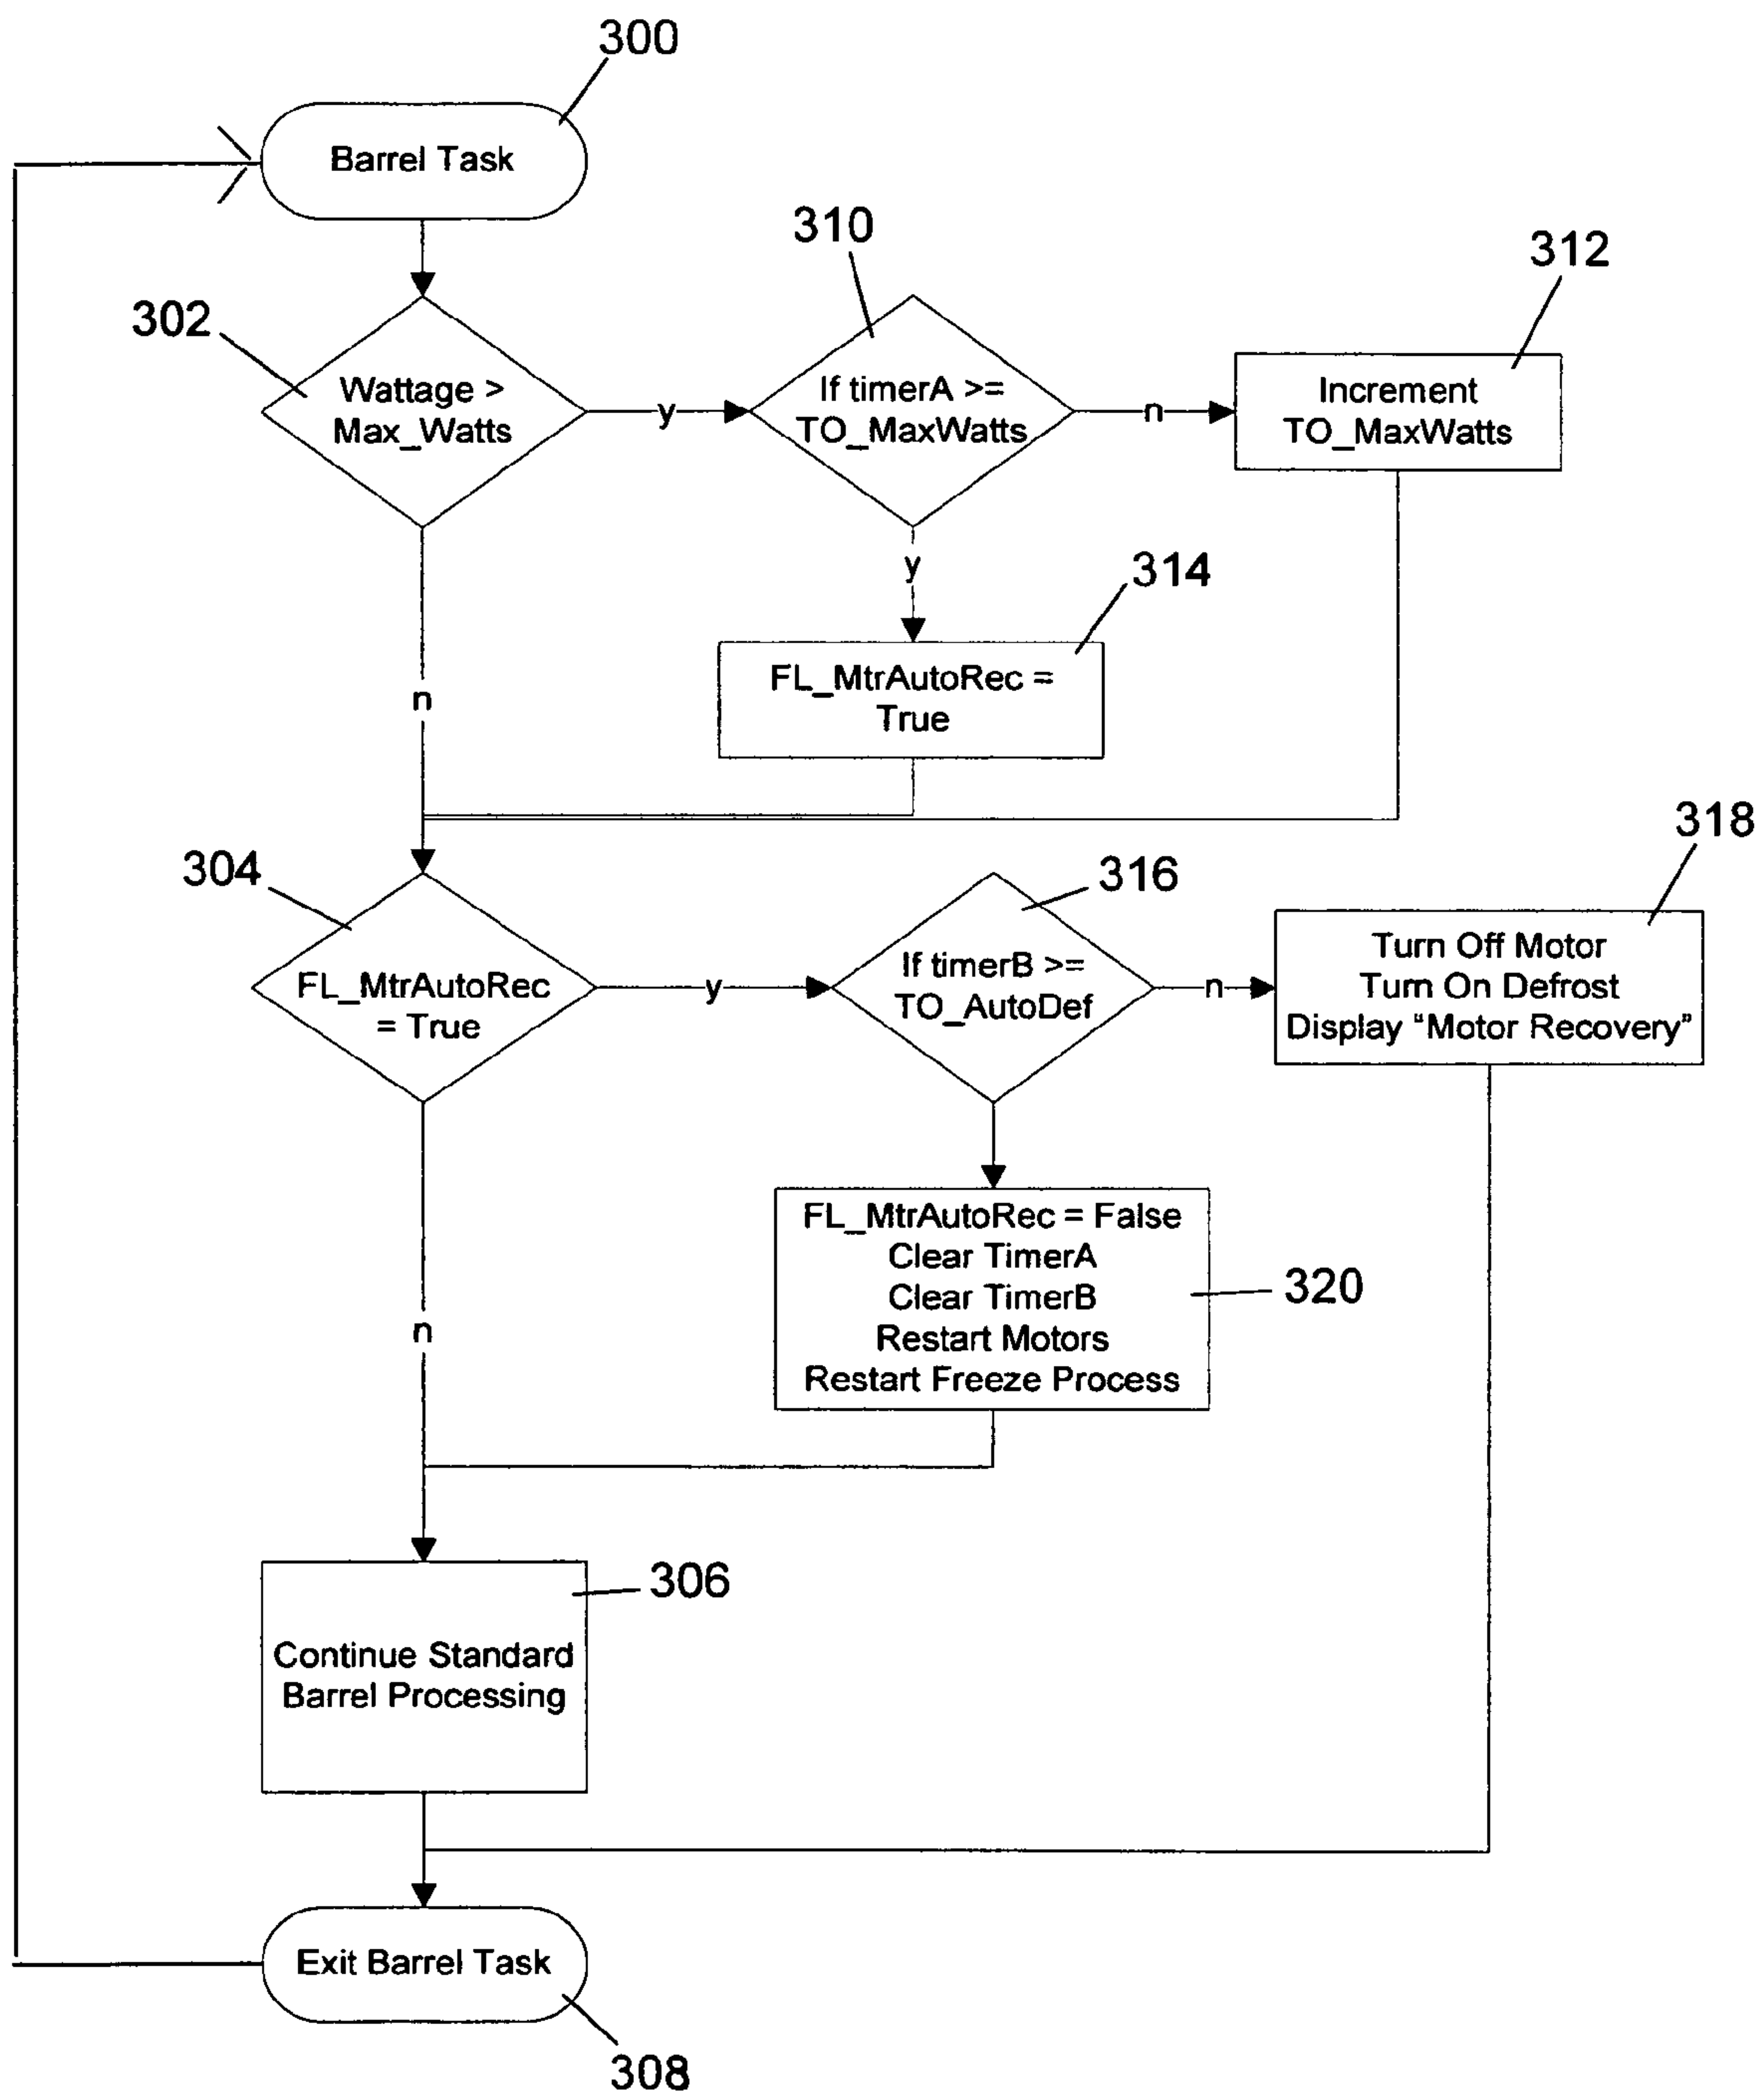 300
Barrel Task
310
312
302
Wattage >
Max_Watts
y
If timerA >=
TO_MaxWatts
n
Increment
TO_MaxWatts
y
314
n
FL_MtrAutoRec =
True
318
304
316
FL_MtrAutoRec
= True
y
If timerB >=
TO_AutoDef
n
Turn Off Motor
Turn On Defrost
Display “Motor Recovery”
FL_MtrAutoRec = False
Clear TimerA
Clear TimerB
Restart Motors
Restart Freeze Process
320
n
306
Continue Standard
Barrel Processing
Exit Barrel Task
308